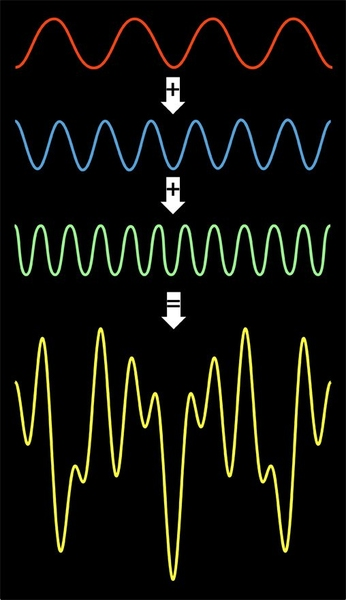 +
+
=